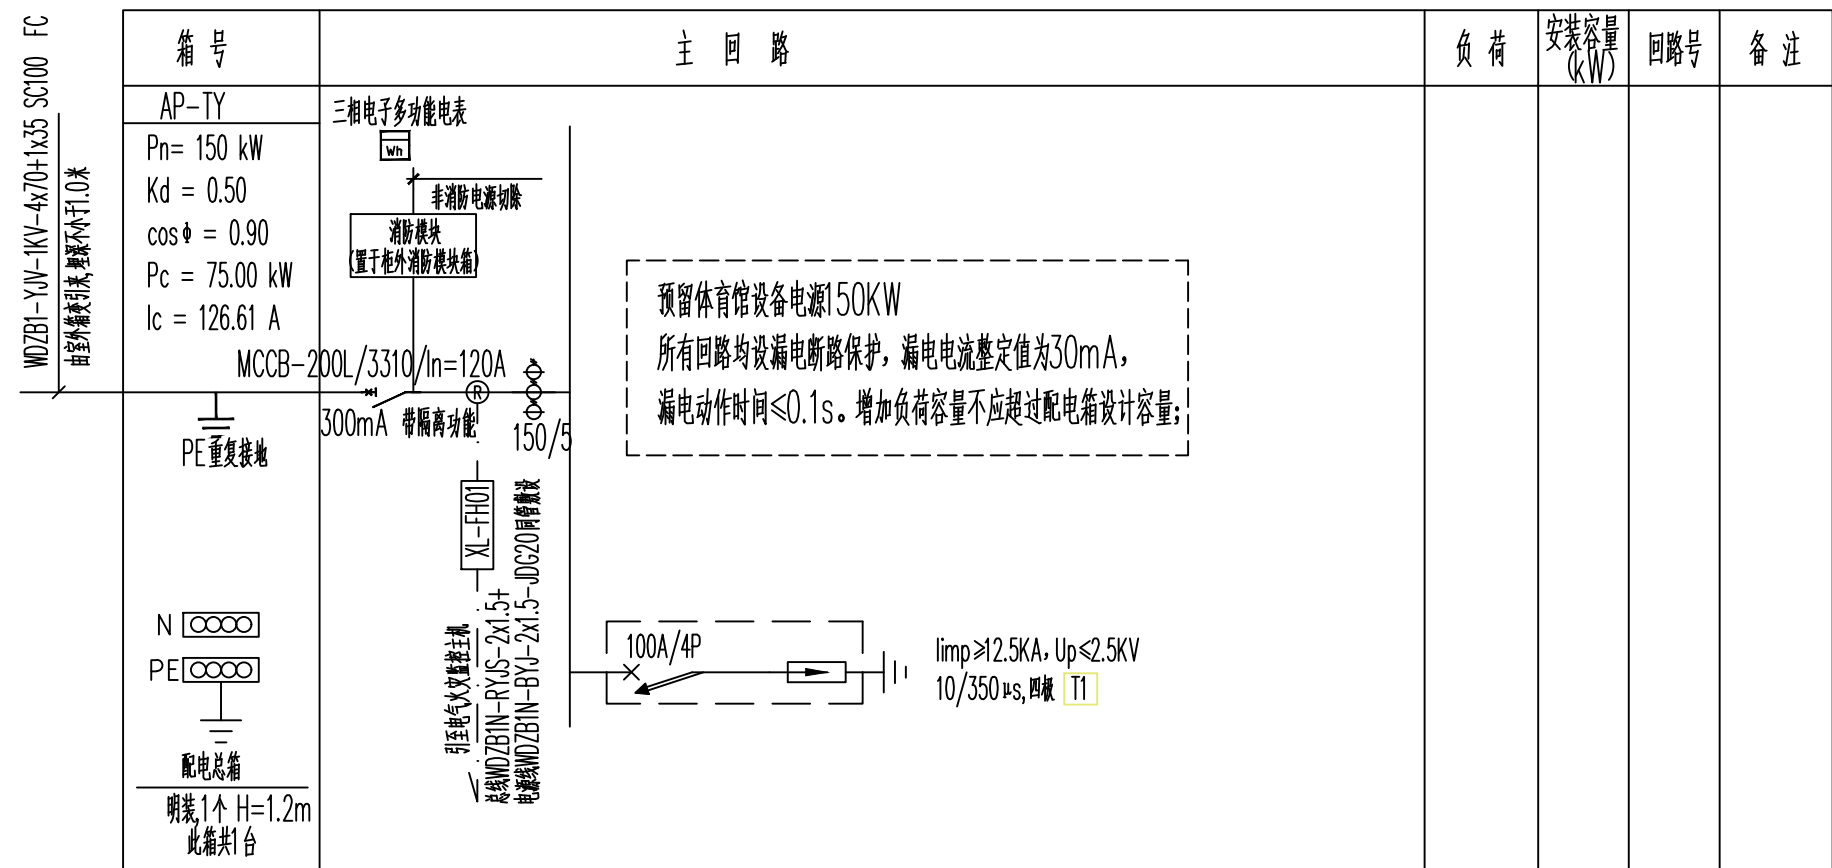 WDZB1-YJV-1KV-4x70+1x35 SC100 FC
由室外箱变引来,埋深不小于1.0米
箱 号
主 回 路
负 荷
安装容量
(kW)
回路号
备 注
AP-TY
Pn= 150 kW
Kd = 0.50
cosΦ = 0.90
Pc = 75.00 kW
Ic = 126.61 A
三相电子多功能电表
Wh
非消防电源切除
消防模块
(置于柜外消防模块箱)
MCCB-200L/3310/In=120A
300mA 带隔离功能
R
150/5
PE重复接地
预留体育馆设备电源150KW
所有回路均设漏电断路保护，漏电电流整定值为30mA，
漏电动作时间≤0.1s。增加负荷容量不应超过配电箱设计容量;
XL-FH01
引至电气火灾监控主机
总线WDZB1N-RYJS-2x1.5+
电源线WDZB1N-BYJ-2x1.5-JDG20同管敷设
100A/4P
Iimp≥12.5KA，Up≤2.5KV
10/350μs,四极 T1
N
PE
配电总箱
明装,1个 H=1.2m
此箱共1台